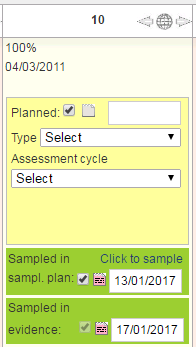 10
100%
04/03/2011
Planned:
Type Select
Assessment cycle
Select
Sampled in Click to sample
sampl. plan: 13/01/2017
Sampled in
evidence: 17/01/2017